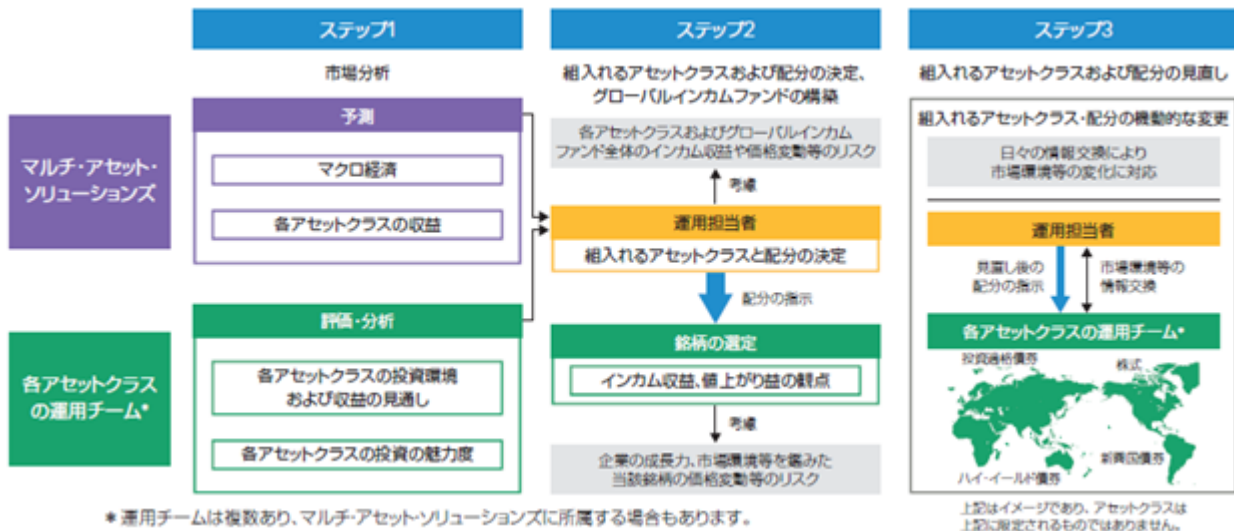 ステップ1
市場分析
マルチ・アセット・
ソリューションズ
予測
マクロ経済
各アセットクラスの収益
各アセットクラス
の運用チーム*
評価・分析
各アセットクラスの投資環境
および収益の見通し
各アセットクラスの投資の魅力度
ステップ2
組入れるアセットクラスおよび配分の決定、
グローバルインカムファンドの構築
各アセットクラスおよびグローバルインカム
ファンド全体のインカム収益や価格変動等のリスク
考慮
運用担当者
組入れるアセットクラスと配分の決定
配分の指示
銘柄の選定
インカム収益、値上がり益の観点
考慮
企業の成長力、市場環境等を鑑みた
当該銘柄の価格変動等のリスク
ステップ3
組入れるアセットクラスおよび配分の見直し
組入れるアセットクラス・配分の機動的な変更
日々の情報交換により
市場環境等の変化に対応
運用担当者
見直し後の
配分の指示
市場環境等の
情報交換
各アセットクラスの運用チーム*
投資適格債券
株式
新興国債券
ハイ・イールド債券
上記はイメージであり、アセットクラスは
上記に限定されるものではありません。
*運用チームは複数あり、マルチ・アセット・ソリューションズに所属する場合もあります。